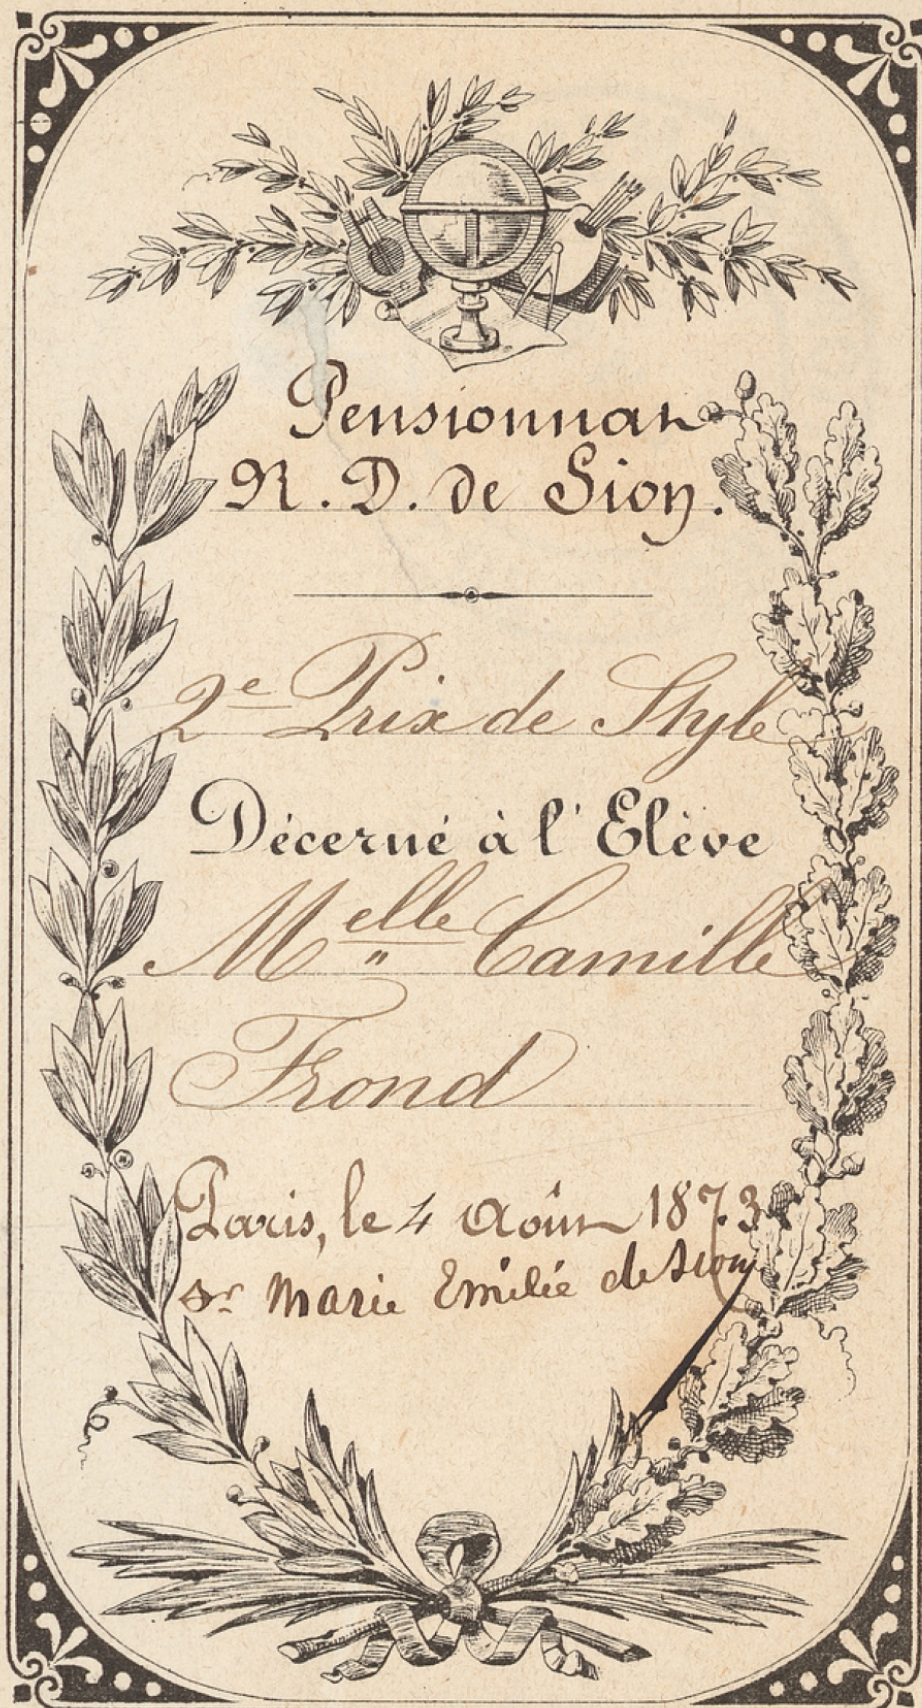 Pensionnat
N. D. de Sion.
2e Prix de Style
Décerné à l'Elève
Melle Camille
Frond
Paris, le 4 Août 1873
Sr Marie Emilie de Sion